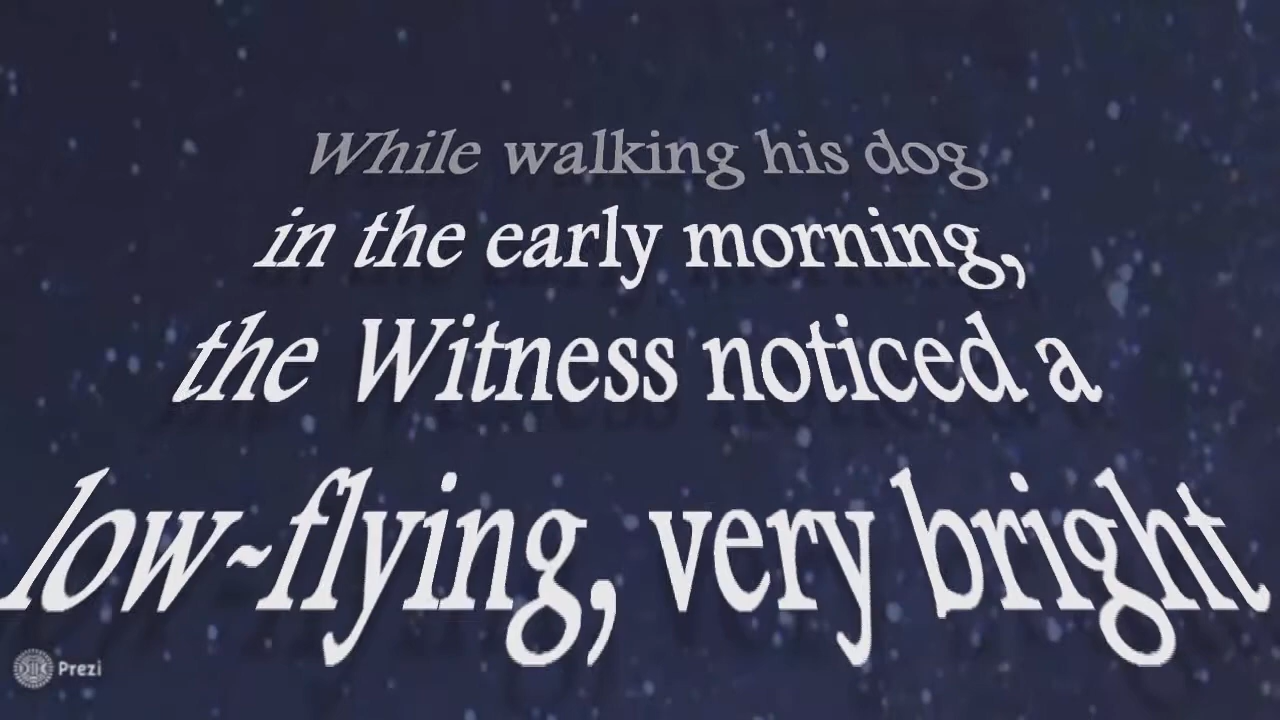 While walking his dog
in the early morning,
the Witness noticed a
low-flying, very bright
Prezi